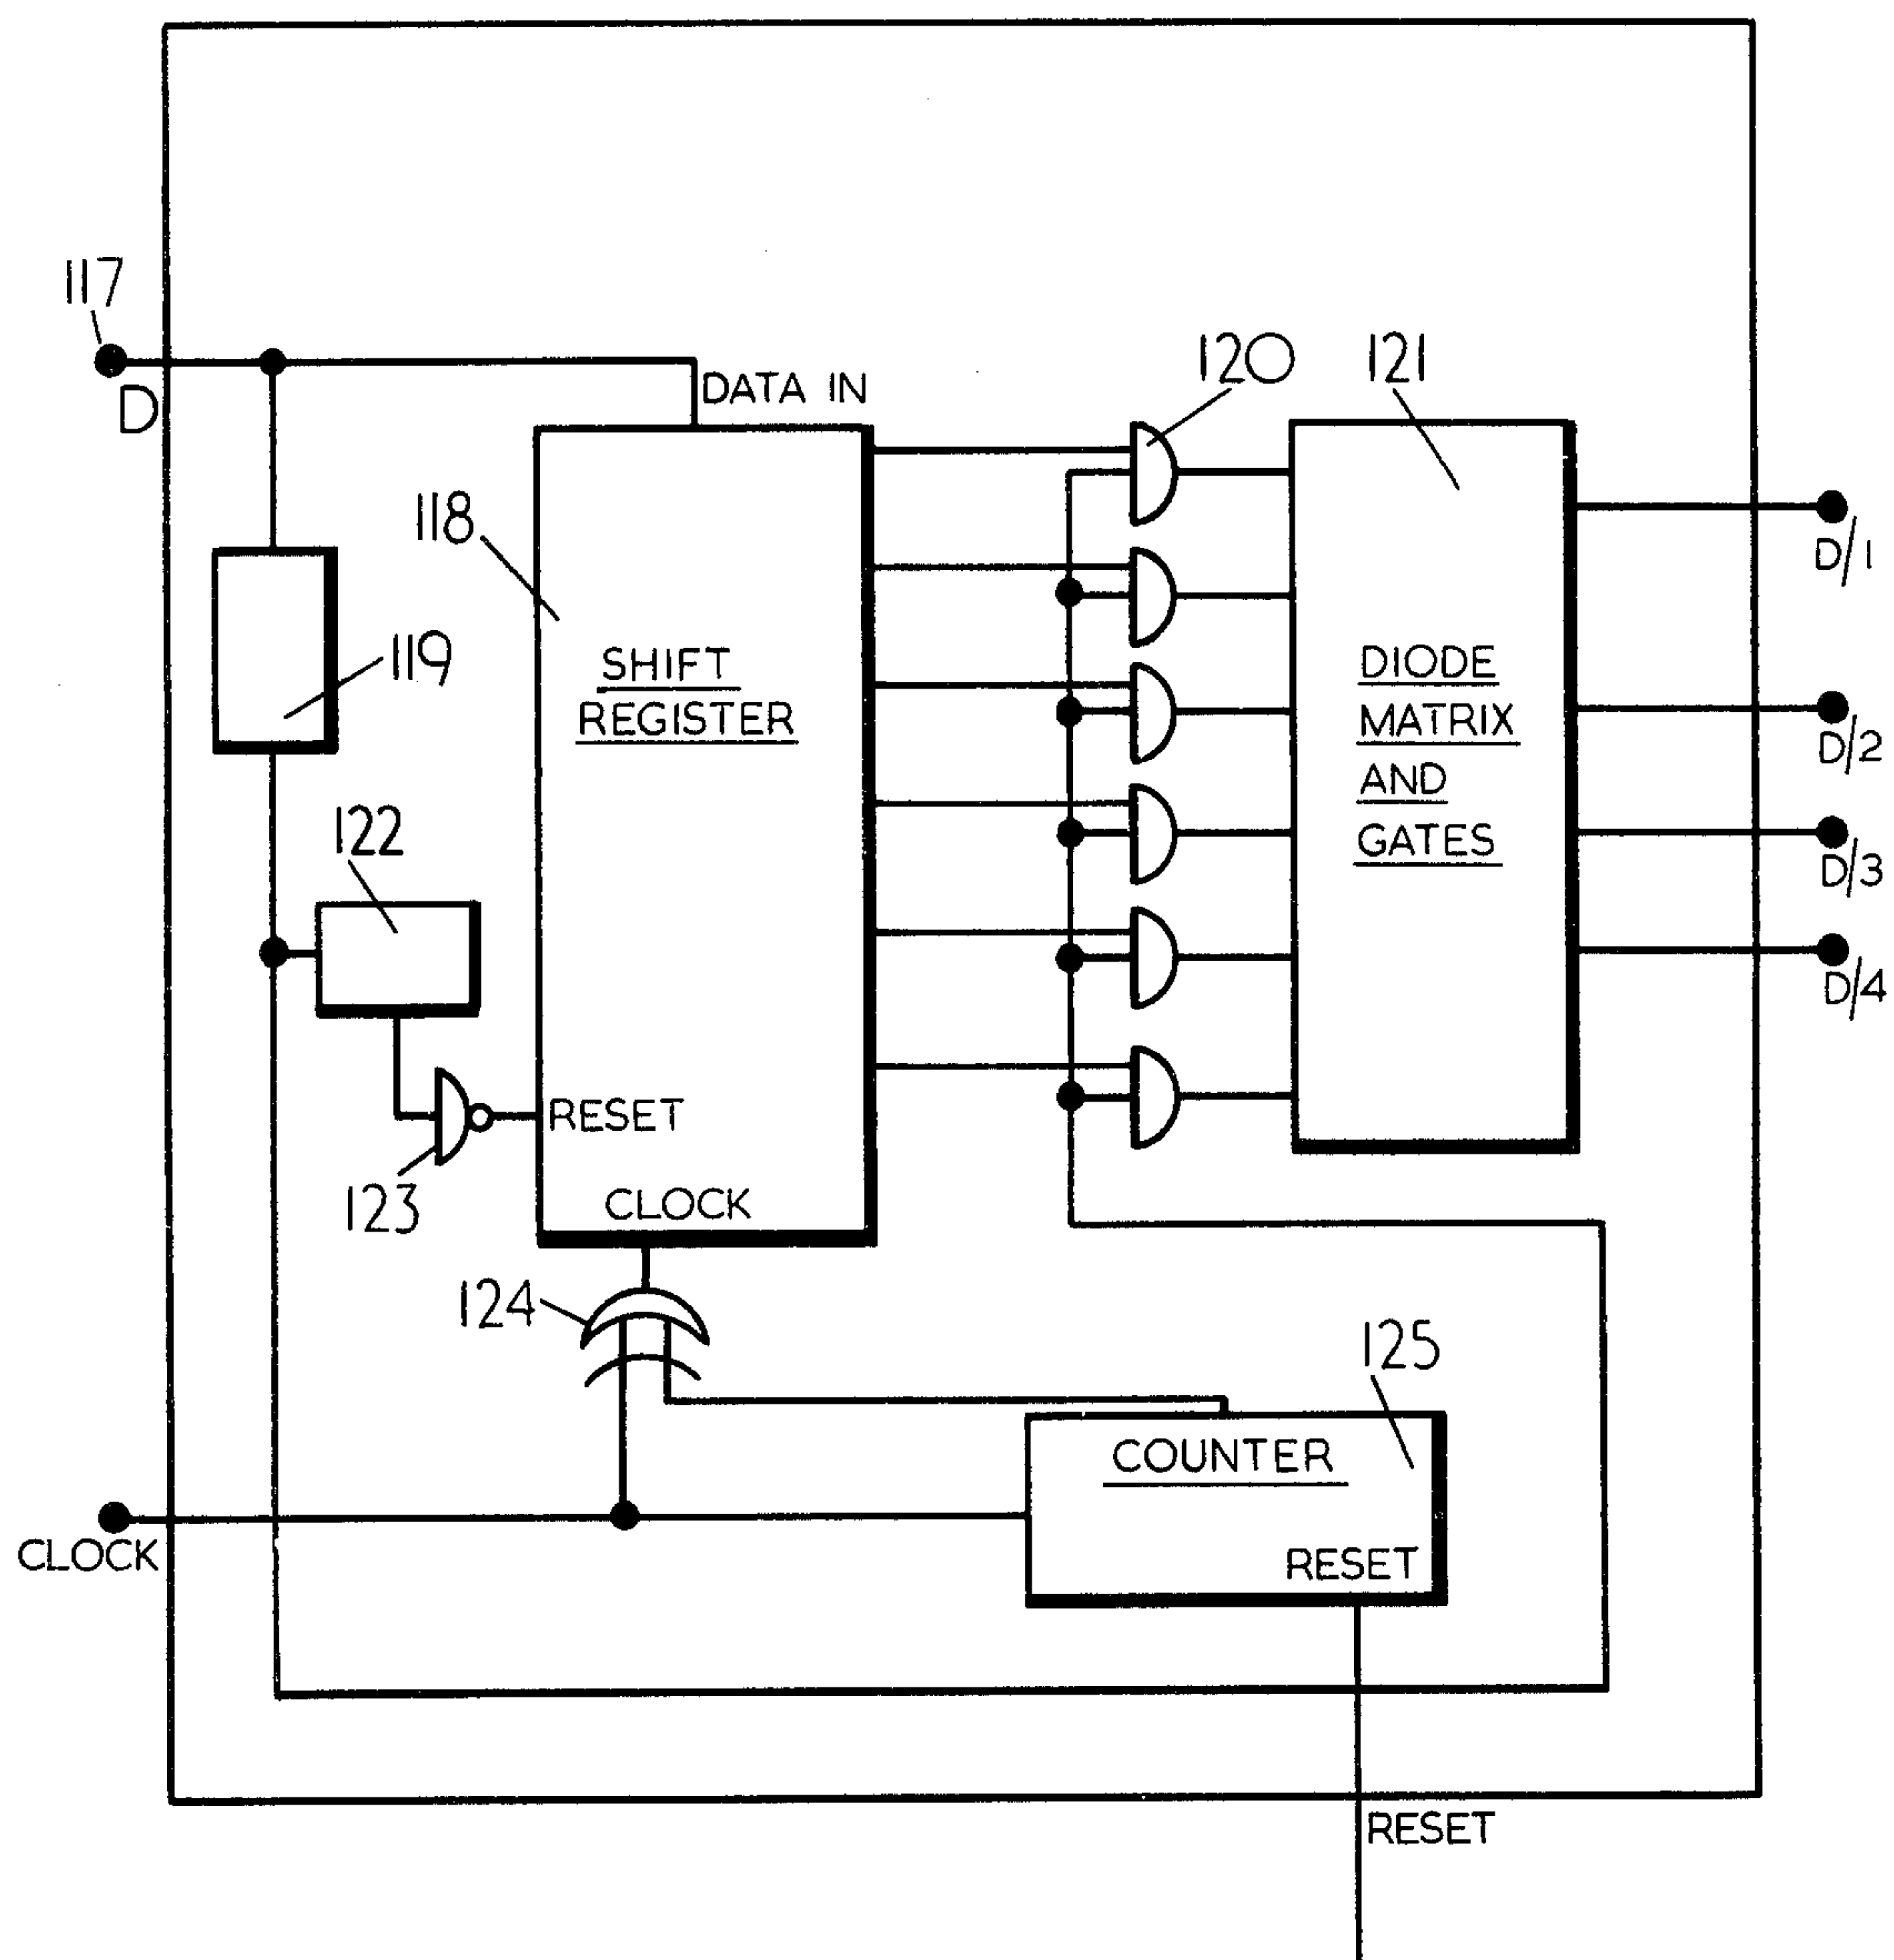 117
D
DATA IN
120
121
118
D/1
119
SHIFT
REGISTER
DIODE
MATRIX
AND
GATES
D/2
122
D/3
D/4
RESET
123
CLOCK
124
125
COUNTER
CLOCK
RESET
RESET